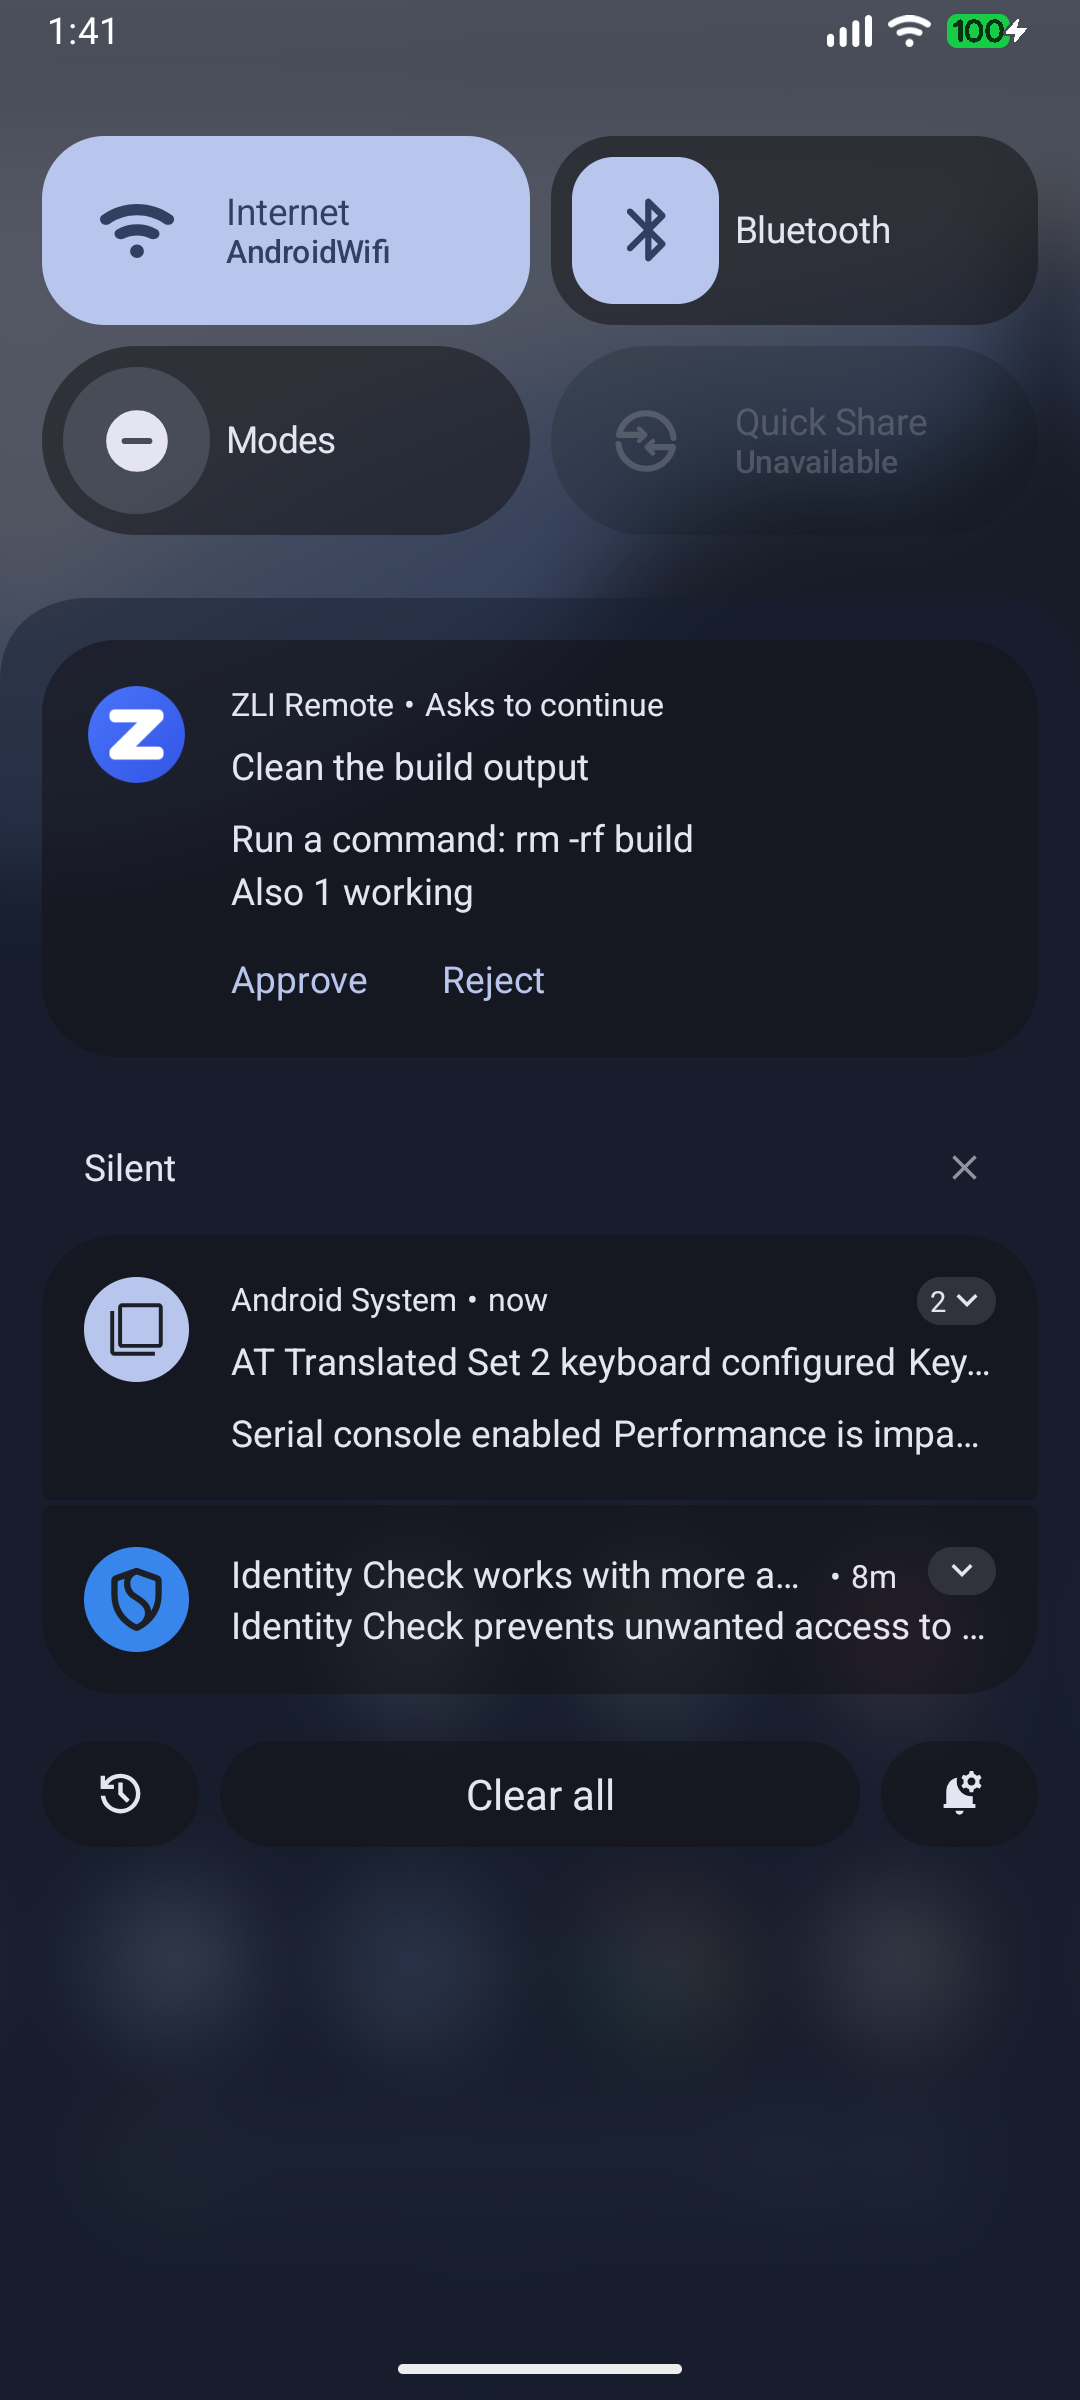 1:41
100
Internet
AndroidWifi
Bluetooth
Modes
Quick Share
Unavailable
ZLI Remote • Asks to continue
Clean the build output
Run a command: rm -rf build
Also 1 working
Approve Reject
Silent
Android System • now
2
AT Translated Set 2 keyboard configured Key…
Serial console enabled Performance is impa…
Identity Check works with more a… • 8m
Identity Check prevents unwanted access to …
Clear all